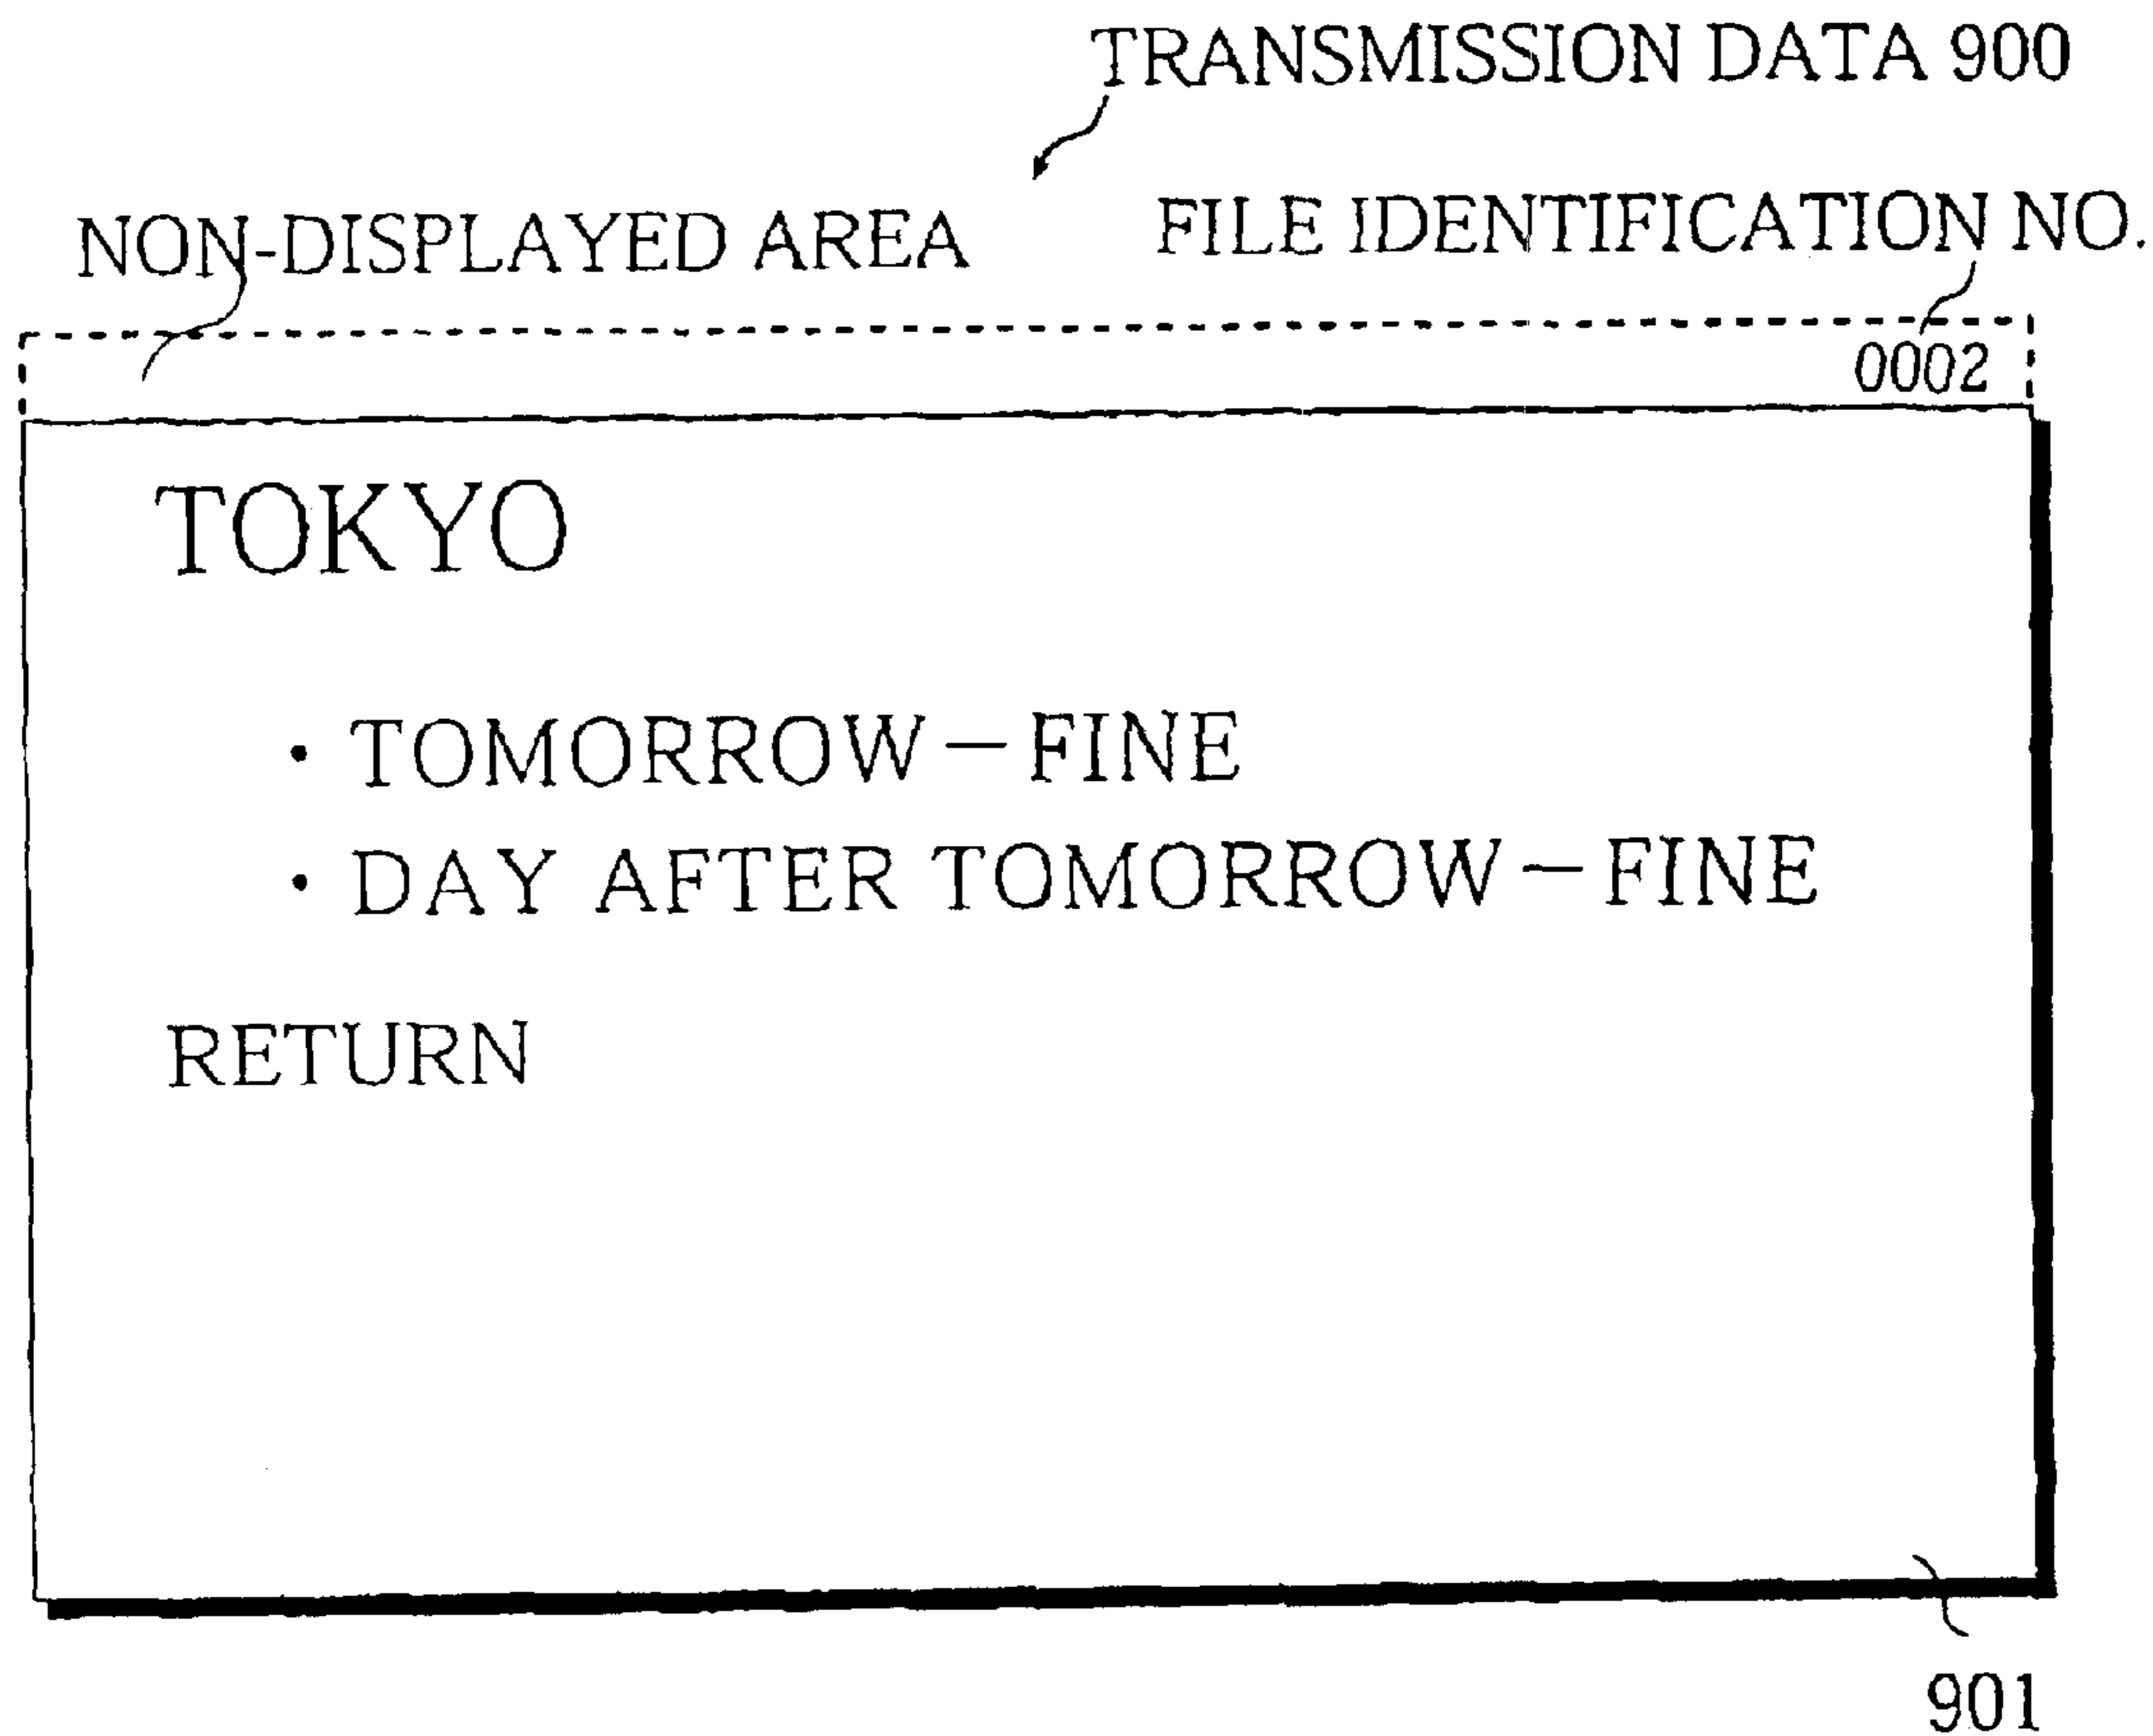 TRANSMISSION DATA 900
NON-DISPLAYED AREA
FILE IDENTIFICATION NO.
0002
TOKYO
· TOMORROW－FINE
· DAY AFTER TOMORROW－FINE
RETURN
901